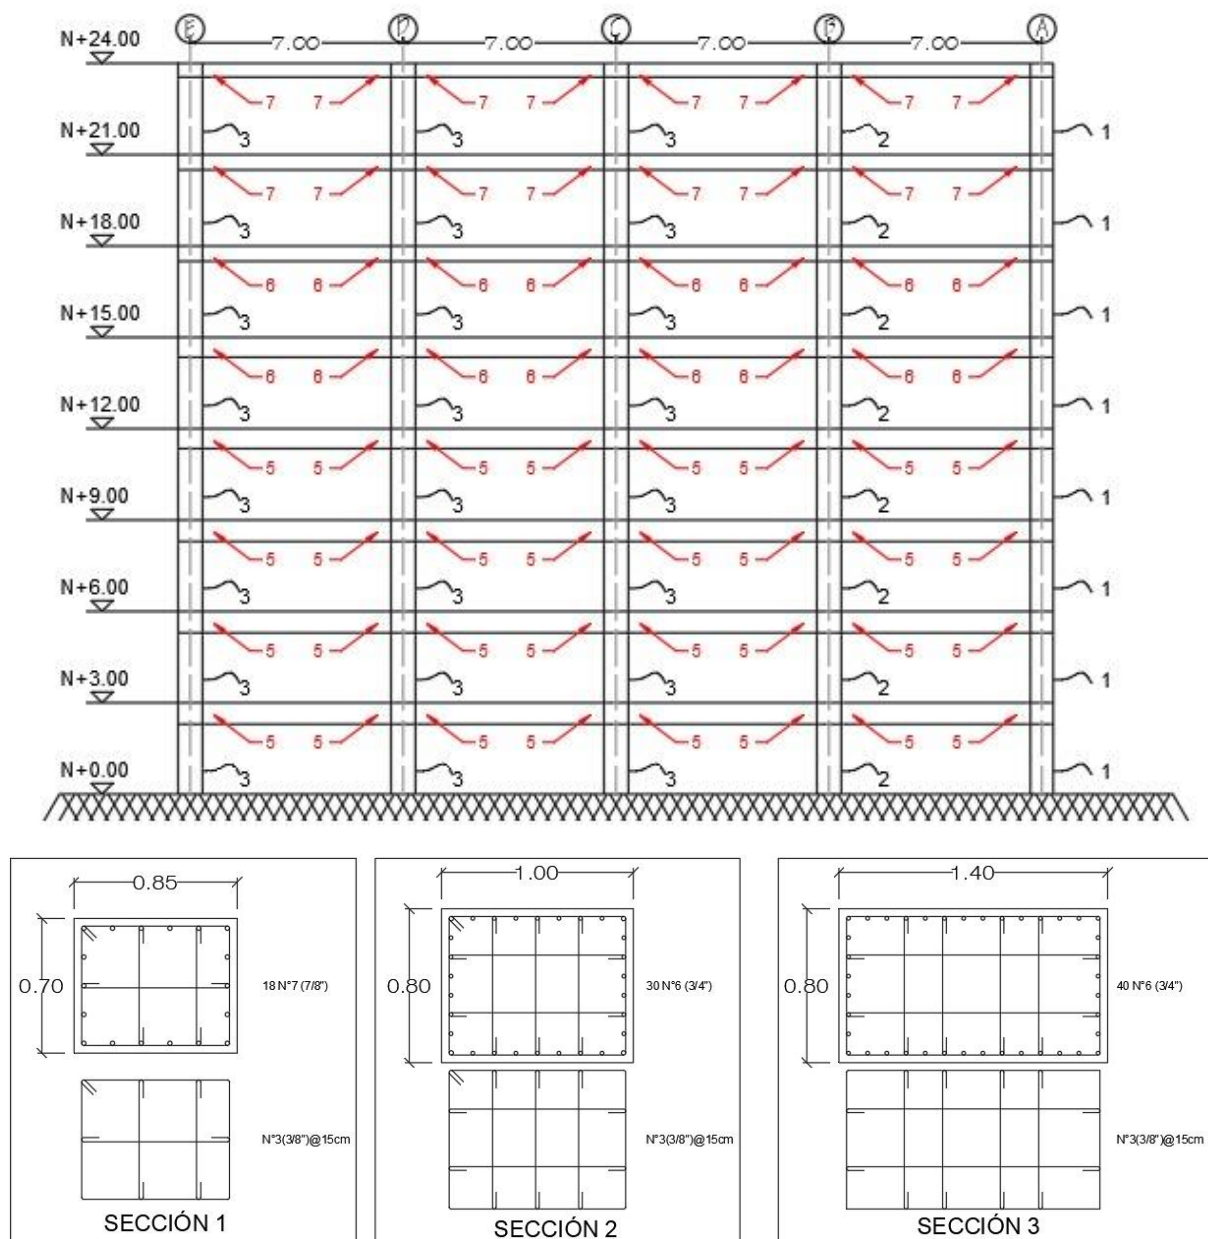 E D C B A
N+24.00 7.00 7.00 7.00 7.00
7 7 7 7 7 7 7 7
N+21.00 3 3 3 2 1
7 7 7 7 7 7 7 7
N+18.00 3 3 3 2 1
6 6 6 6 6 6 6 6
N+15.00 3 3 3 2 1
6 6 6 6 6 6 6 6
N+12.00 3 3 3 2 1
5 5 5 5 5 5 5 5
N+9.00 3 3 3 2 1
5 5 5 5 5 5 5 5
N+6.00 3 3 3 2 1
5 5 5 5 5 5 5 5
N+3.00 3 3 3 2 1
5 5 5 5 5 5 5 5
N+0.00 3 3 3 2 1
0.85
0.70
18 N°7 (7/8")
N°3(3/8")@15cm
SECCIÓN 1
1.00
0.80
30 N°6 (3/4")
N°3(3/8")@15cm
SECCIÓN 2
1.40
0.80
40 N°6 (3/4")
N°3(3/8")@15cm
SECCIÓN 3